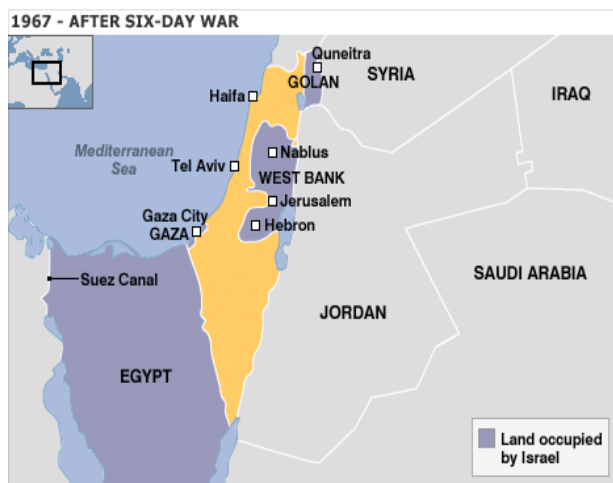 1967 - AFTER SIX-DAY WAR
Quneitra
GOLAN
SYRIA
IRAQ
Haifa
Mediterranean
Sea
Nablus
Tel Aviv
WEST BANK
Jerusalem
Gaza City
GAZA
Hebron
Suez Canal
SAUDI ARABIA
JORDAN
EGYPT
Land occupied
by Israel